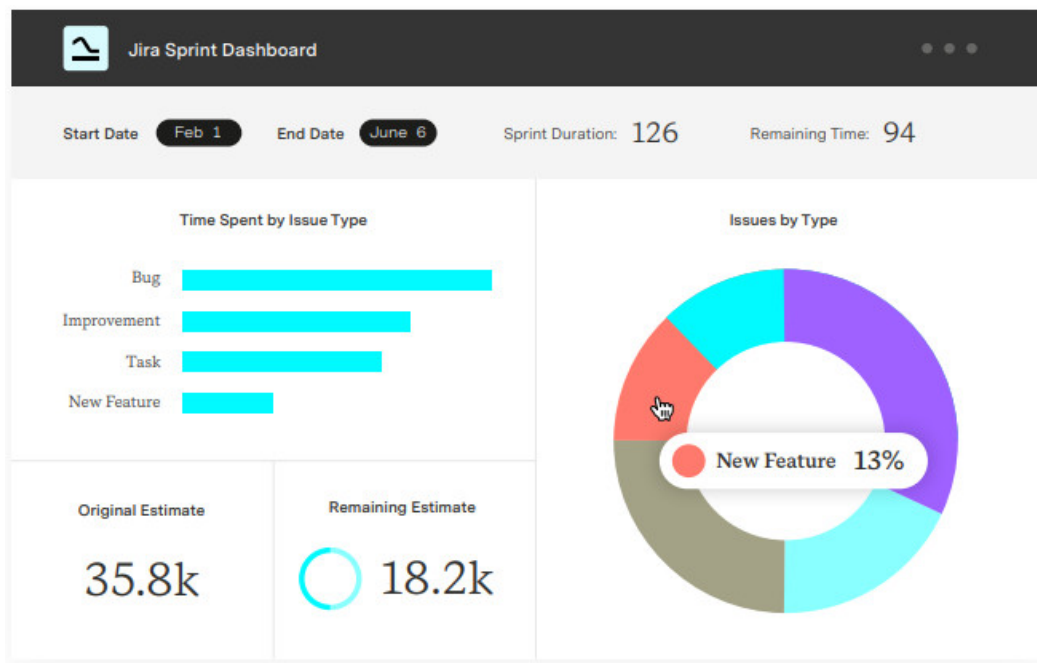 Jira Sprint Dashboard
Start Date Feb 1 End Date June 6 Sprint Duration: 126 Remaining Time: 94
Time Spent by Issue Type
Bug
Improvement
Task
New Feature
Original Estimate
35.8k
Remaining Estimate
18.2k
Issues by Type
New Feature 13%